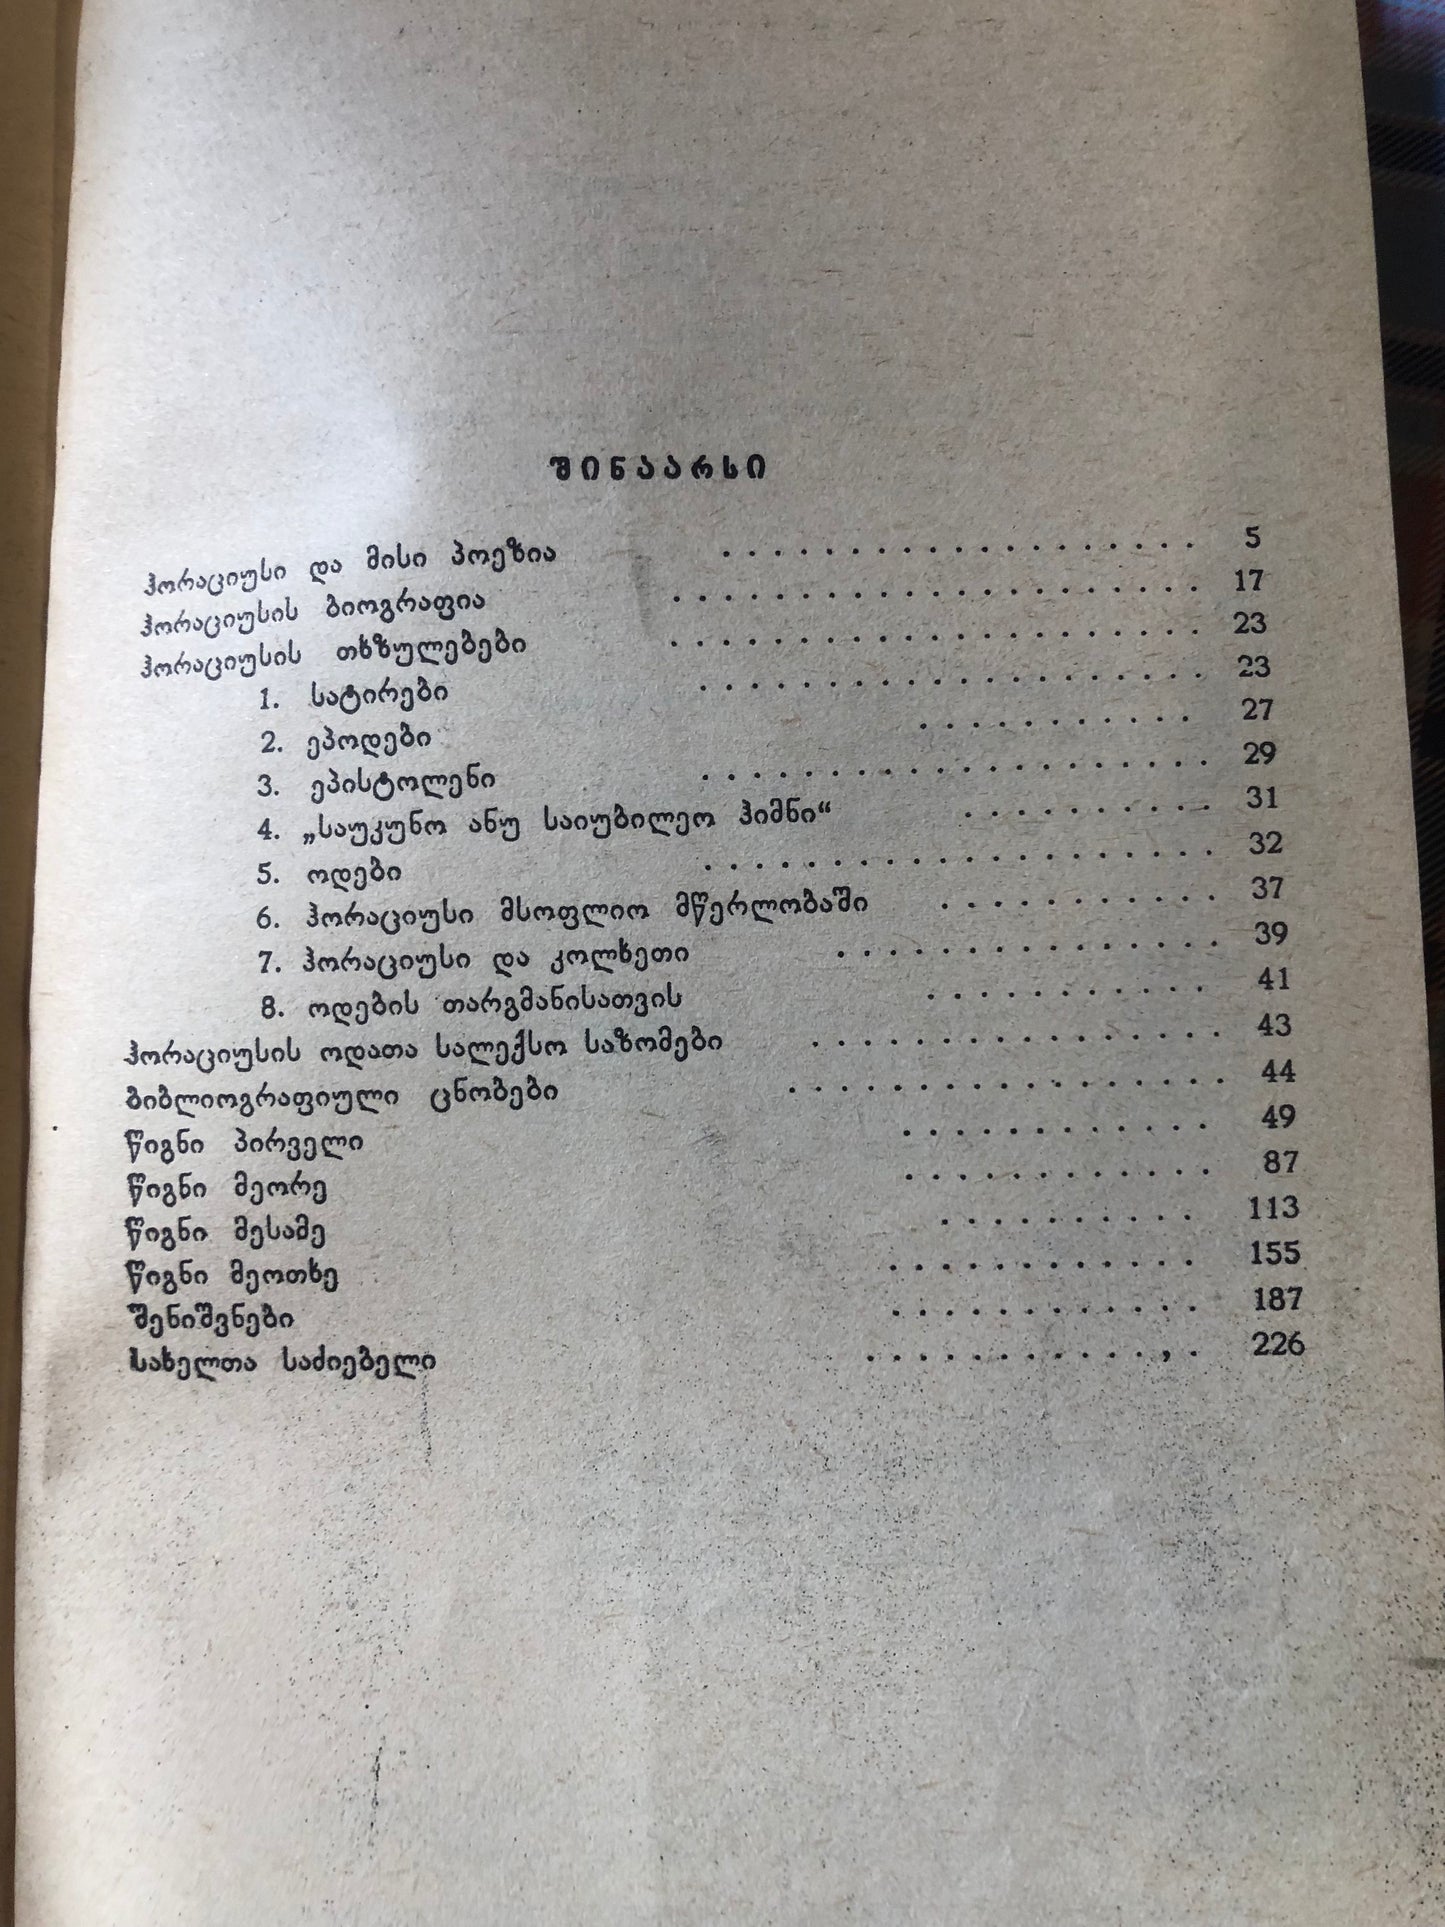 შინაარსი
ჰორაციუსი და მისი პოეზია . . . . . . . . . . . . . . . . . . . 5
ჰორაციუსის ბიოგრაფია . . . . . . . . . . . . . . . . . . . . . 17
ჰორაციუსის თხზულებები . . . . . . . . . . . . . . . . . . . . . 23
1. სატირები . . . . . . . . . . . . . . . . . . . . 23
2. ეპოდები . . . . . . . . . . . 27
3. ეპისტოლენი . . . . . . . . . . . . . . . . . . . . 29
4. „საუკუნო ანუ საიუბილეო ჰიმნი“ . . . . . . . . . . 31
5. ოდები . . . . . . . . . . . . . . . . . . . . 32
6. ჰორაციუსი მსოფლიო მწერლობაში . . . . . . . . . . . 37
7. ჰორაციუსი და კოლხეთი . . . . . . . . . . . . . . . 39
8. ოდების თარგმანისათვის . . . . . . . . . . . 41
ჰორაციუსის ოდათა სალექსო საზომები . . . . . . . . . . . . . . . . 43
ბიბლიოგრაფიული ცნობები . . . . . . . . . . . . . . . . . 44
წიგნი პირველი . . . . . . . . . . . . 49
წიგნი მეორე . . . . . . . . . . . . 87
წიგნი მესამე . . . . . . . . . . 113
წიგნი მეოთხე . . . . . . . . . . . . 155
შენიშვნები . . . . . . . . . . . . 187
სახელთა საძიებელი . . . . . . . . . . . , . 226